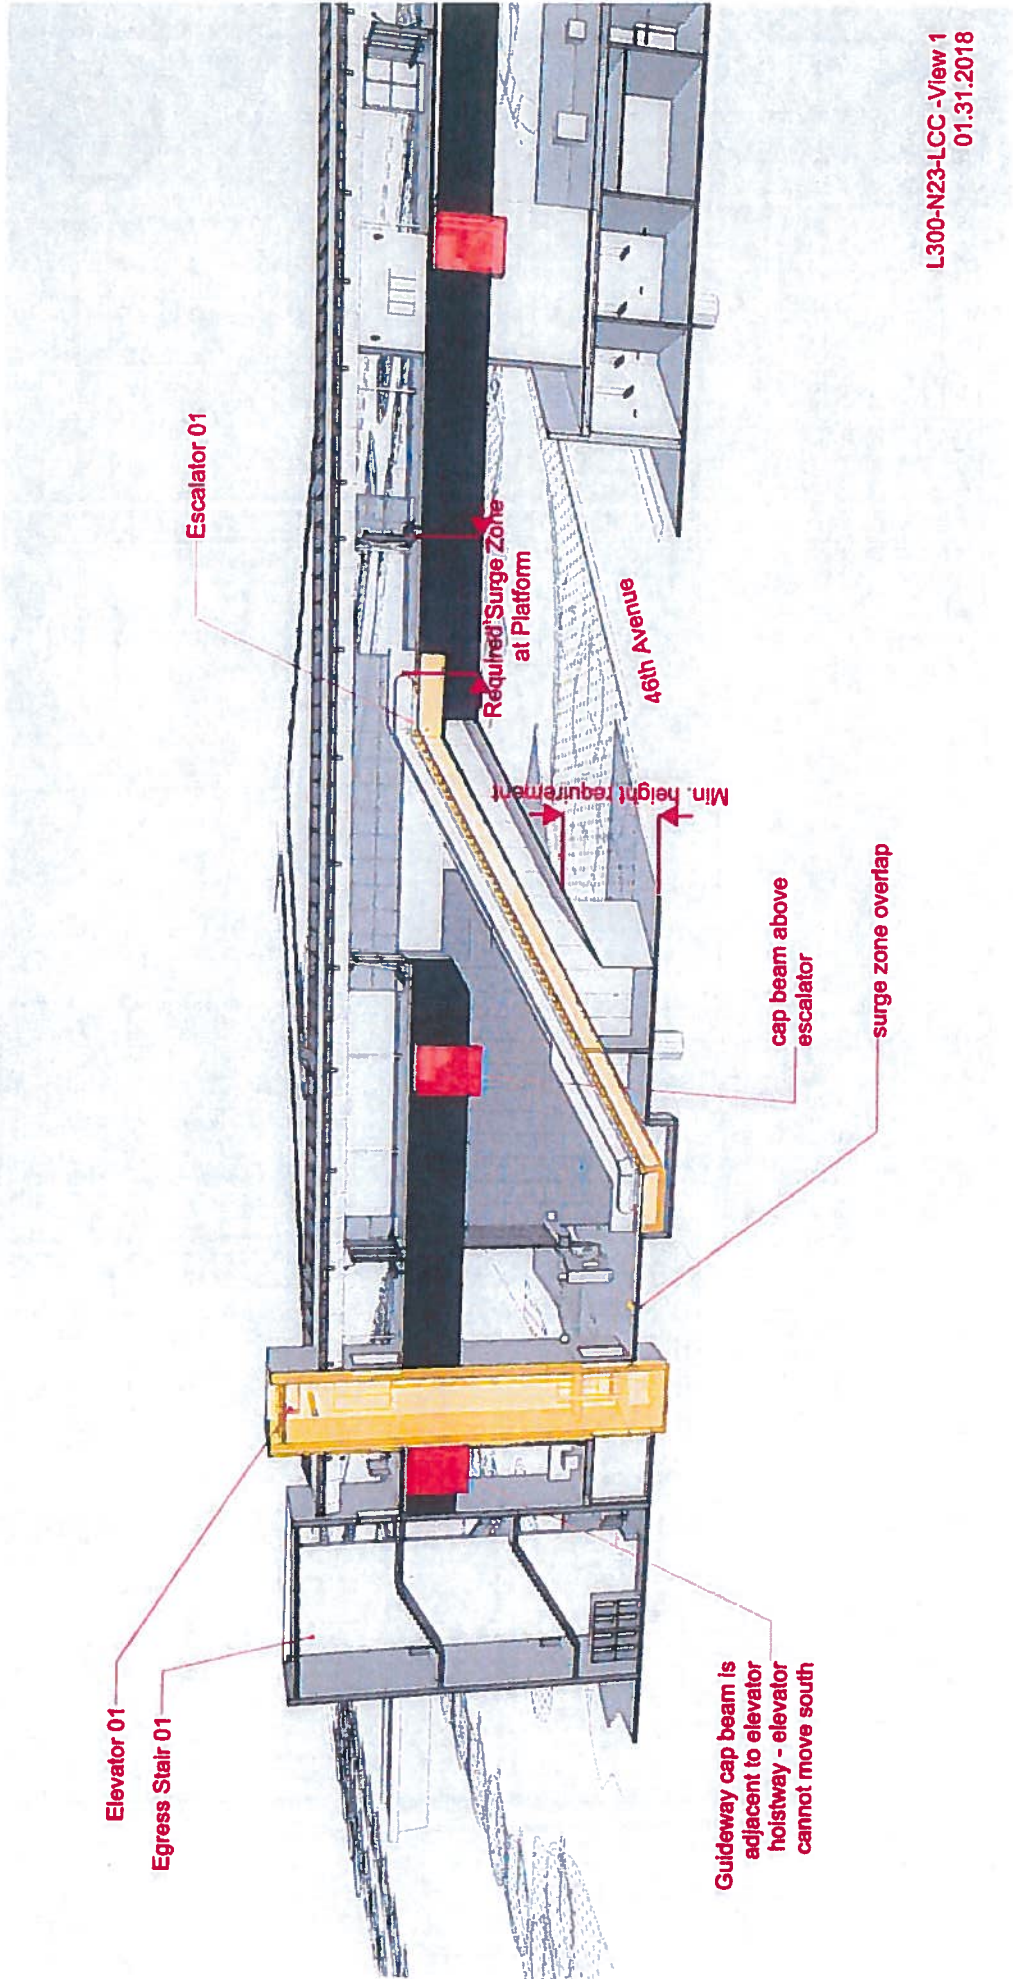 Elevator 01
Egress Stair 01
Escalator 01
Required Surge Zone
at Platform
46th Avenue
Min. height requirement
cap beam above
escalator
surge zone overlap
Guideway cap beam is
adjacent to elevator
hoistway - elevator
cannot move south
L300-N23-LCC -View 1
01.31.2018